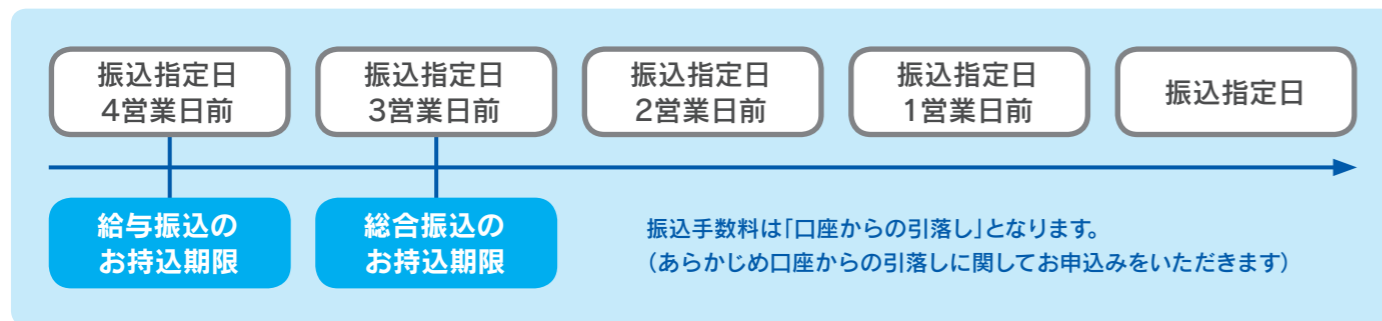 振込指定日
4営業日前
振込指定日
3営業日前
振込指定日
2営業日前
振込指定日
1営業日前
振込指定日
給与振込の
お持込期限
総合振込の
お持込期限
振込手数料は「口座からの引落し」となります。
（あらかじめ口座からの引落しに関してお申込みをいただきます）